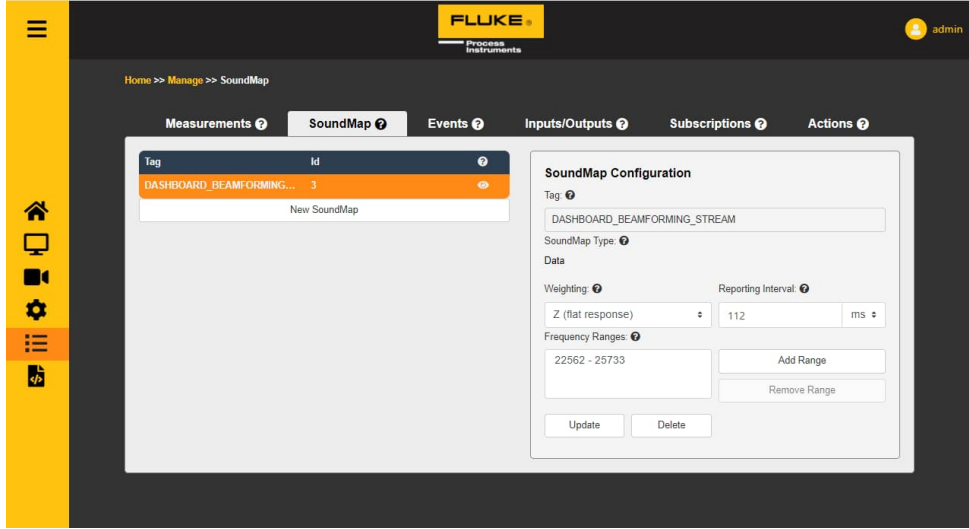 FLUKE®
Process
Instruments
admin
Home >> Manage >> SoundMap
Measurements ? SoundMap ? Events ? Inputs/Outputs ? Subscriptions ? Actions ?
Tag Id ?
DASHBOARD_BEAMFORMING... 3
New SoundMap
SoundMap Configuration
Tag: ?
DASHBOARD_BEAMFORMING_STREAM
SoundMap Type: ?
Data
Weighting: ? Reporting Interval: ?
Z (flat response) 112 ms
Frequency Ranges: ?
22562 - 25733
Add Range
Remove Range
Update Delete